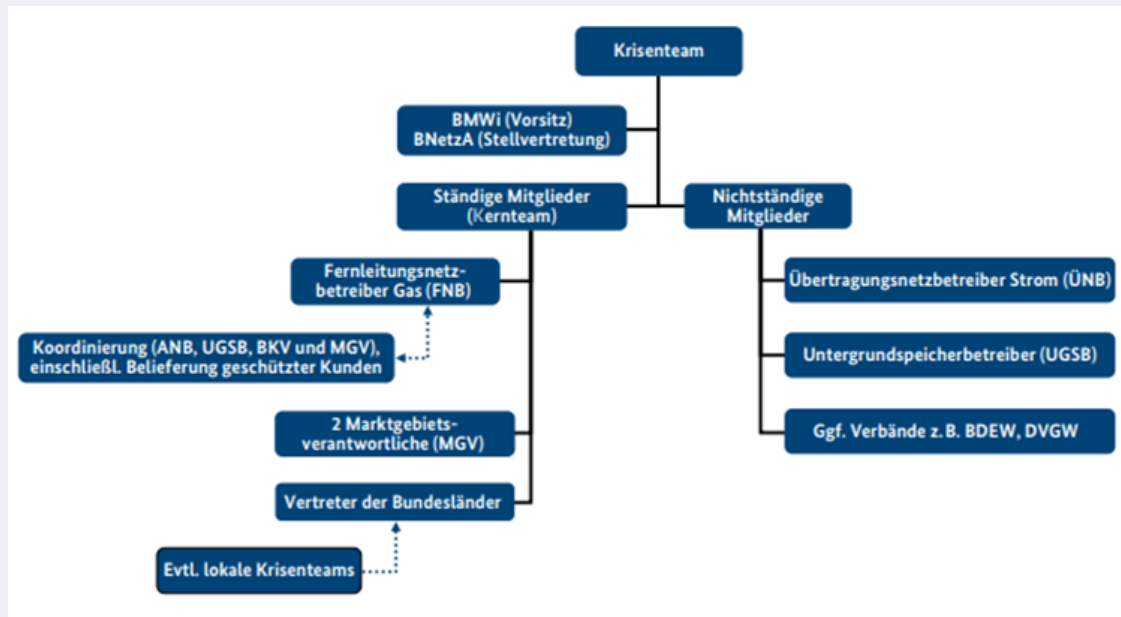 Krisenteam
BMWi (Vorsitz)
BNetzA (Stellvertretung)
Ständige Mitglieder
(Kernteam)
Nichtständige
Mitglieder
Fernleitungsnetz-
betreiber Gas (FNB)
Koordinierung (ANB, UGSB, BKV und MGV),
einschließl. Belieferung geschützter Kunden
2 Marktgebiets-
verantwortliche (MGV)
Vertreter der Bundesländer
Evtl. lokale Krisenteams
Übertragungsnetzbetreiber Strom (ÜNB)
Untergrundspeicherbetreiber (UGSB)
Ggf. Verbände z. B. BDEW, DVGW